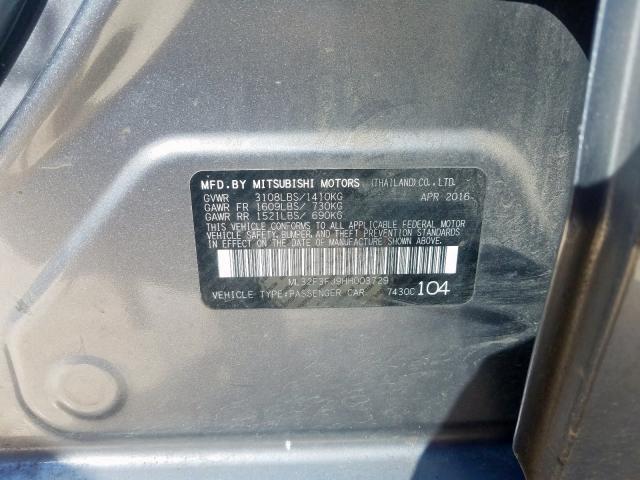 MFD.BY MITSUBISHI MOTORS (THAILAND)CO.,LTD.
GVWR 3108LBS/1410KG APR 2016
GAWR FR 1609LBS/ 730KG
GAWR RR 1521LBS/ 690KG
THIS VEHICLE CONFORMS TO ALL APPLICABLE FEDERAL MOTOR
VEHICLE SAFETY,BUMPER,AND THEFT PREVENTION STANDARDS
IN EFFECT ON THE DATE OF MANUFACTURE SHOWN ABOVE.
ML32F3FJ9HH003729
VEHICLE TYPE:PASSENGER CAR 7430C 104